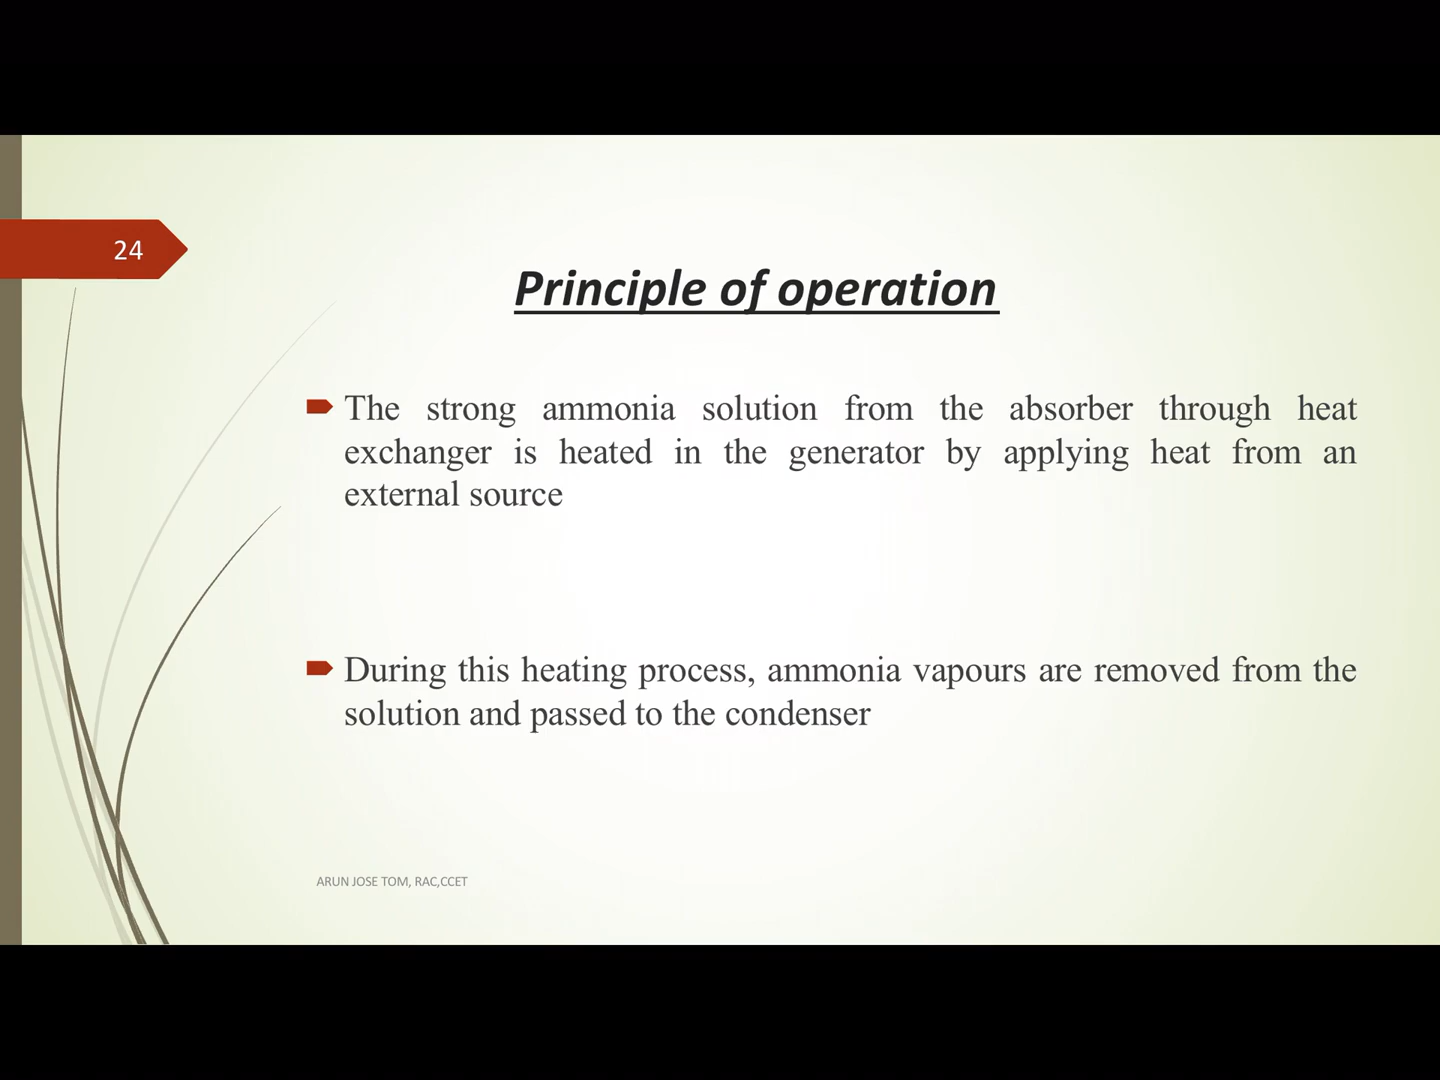 24
Principle of operation
The strong ammonia solution from the absorber through heat
exchanger is heated in the generator by applying heat from an
external source
During this heating process, ammonia vapours are removed from the
solution and passed to the condenser
ARUN JOSE TOM, RAC,CCET